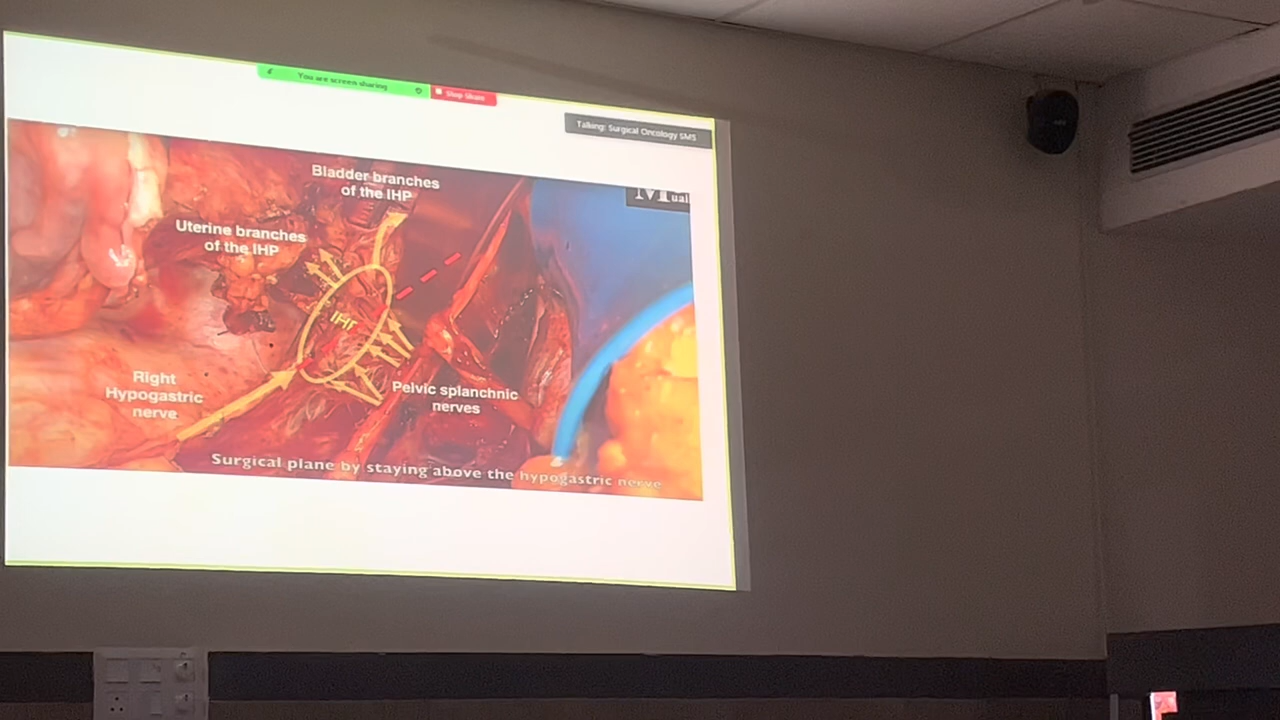 You are screen sharing
Stop Share
Talking: Surgical Oncology SMS
Bladder branches
of the IHP
Uterine branches
of the IHP
IHP
Right
Hypogastric
nerve
Pelvic splanchnic
nerves
Surgical plane by staying above the hypogastric nerve